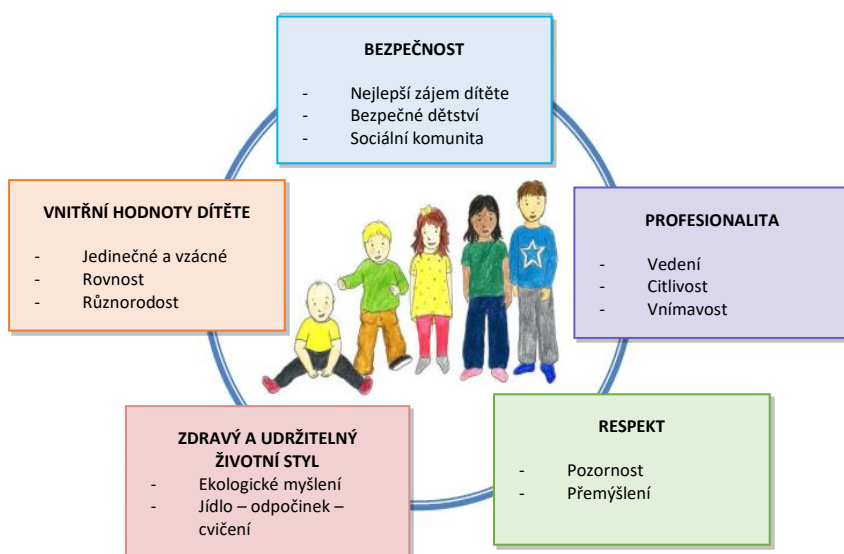 BEZPEČNOST
- Nejlepší zájem dítěte
- Bezpečné dětství
- Sociální komunita
VNITŘNÍ HODNOTY DÍTĚTE
- Jedinečné a vzácné
- Rovnost
- Různorodost
PROFESIONALITA
- Vedení
- Citlivost
- Vnímavost
ZDRAVÝ A UDRŽITELNÝ
ŽIVOTNÍ STYL
- Ekologické myšlení
- Jídlo – odpočinek –
cvičení
RESPEKT
- Pozornost
- Přemýšlení